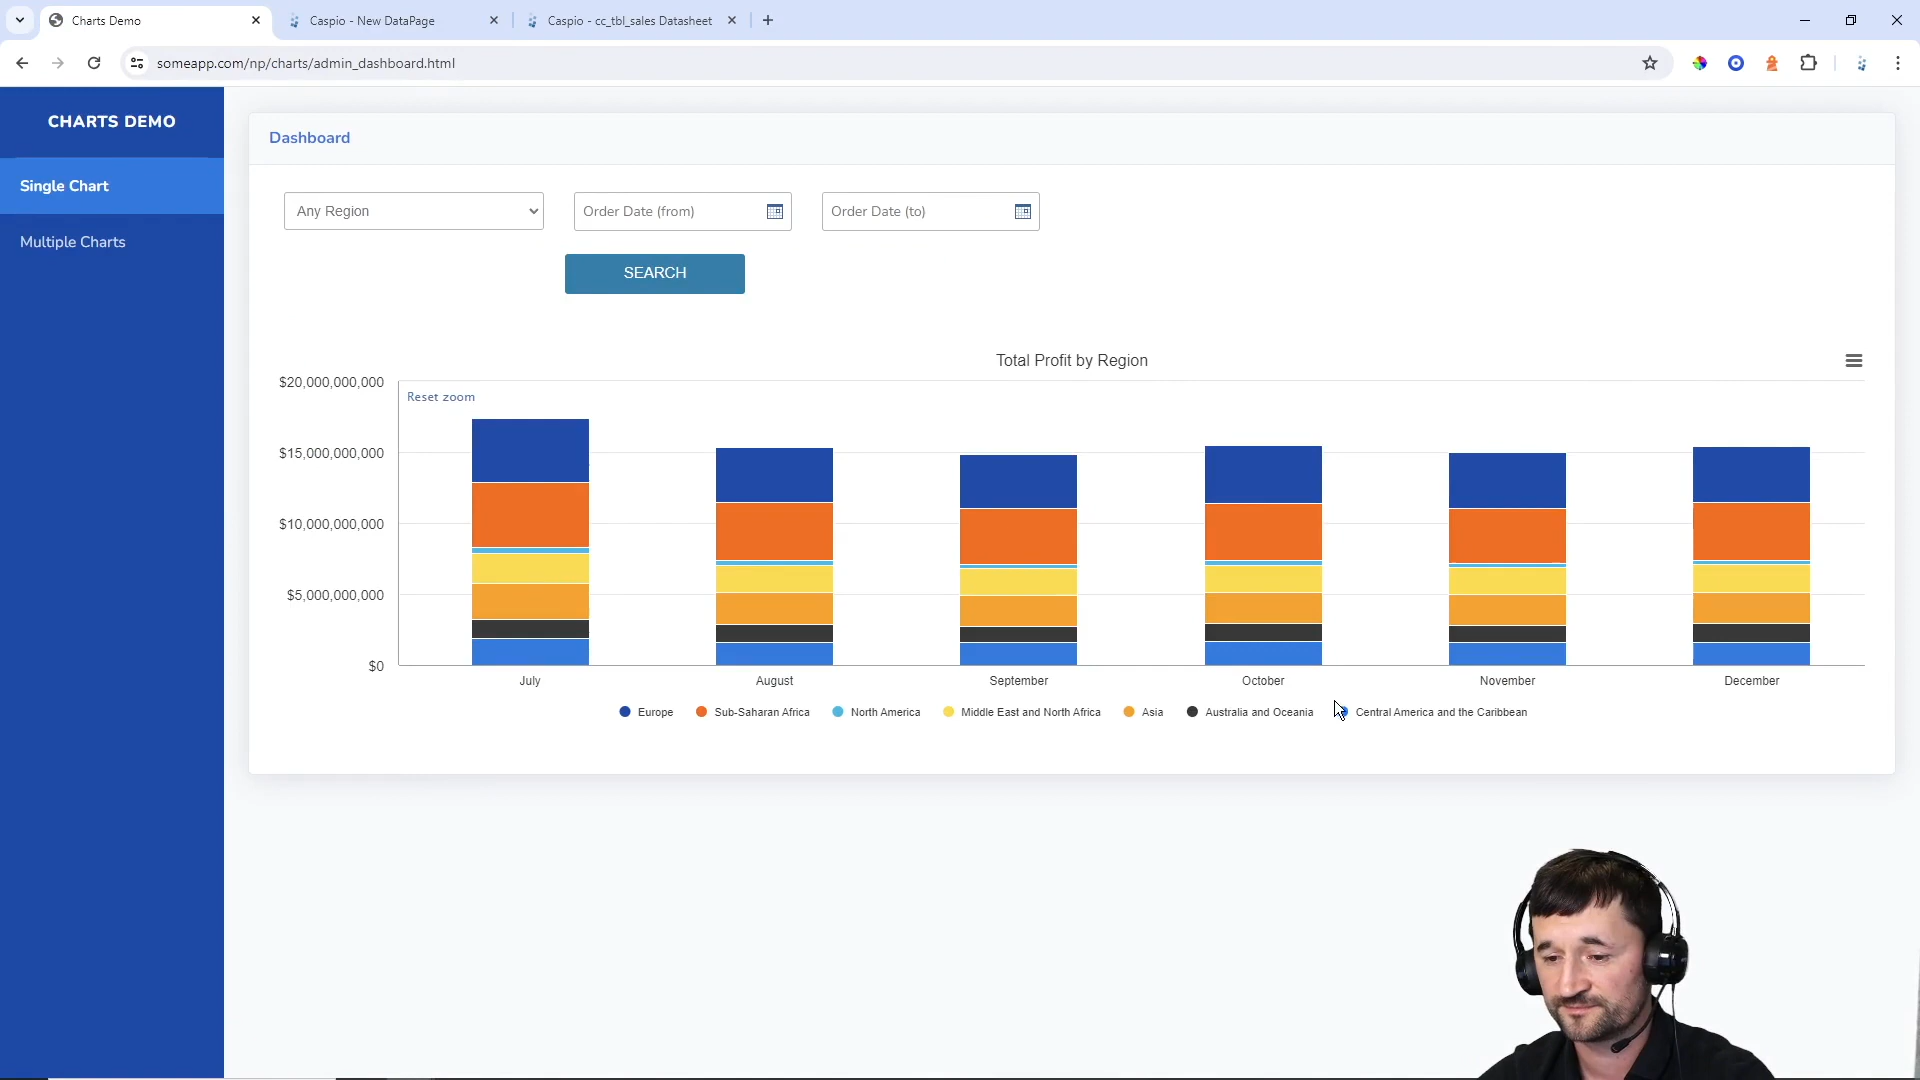 Charts Demo
Caspio - New DataPage
Caspio - cc_tbl_sales Datasheet
someapp.com/np/charts/admin_dashboard.html
CHARTS DEMO
Single Chart
Multiple Charts
Dashboard
Any Region
Order Date (from)
Order Date (to)
SEARCH
Total Profit by Region
Reset zoom
$20,000,000,000
$15,000,000,000
$10,000,000,000
$5,000,000,000
$0
July August September October November December
Europe Sub-Saharan Africa North America Middle East and North Africa Asia Australia and Oceania Central America and the Caribbean